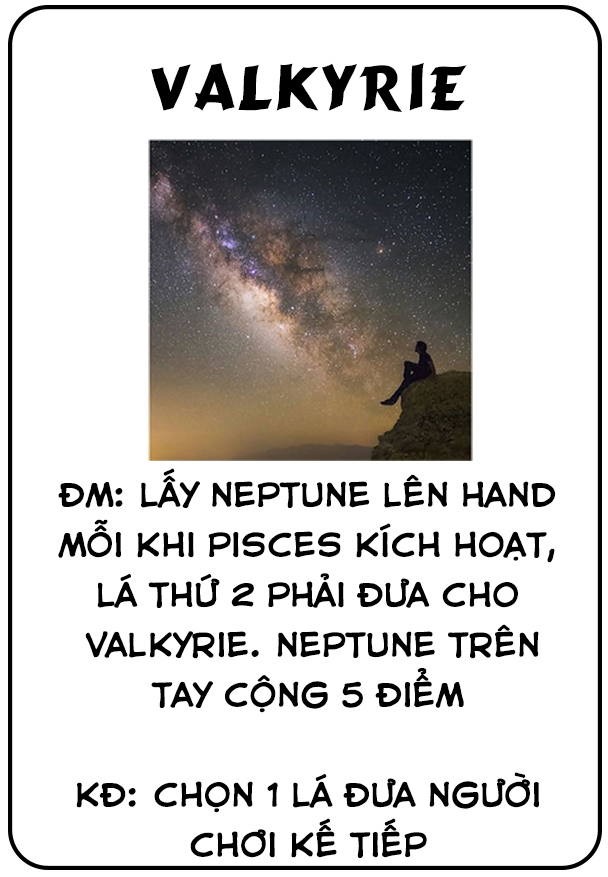 VALKYRIE
ĐM: LẤY NEPTUNE LÊN HAND
MỖI KHI PISCES KÍCH HOẠT,
LÁ THỨ 2 PHẢI ĐƯA CHO
VALKYRIE. NEPTUNE TRÊN
TAY CỘNG 5 ĐIỂM
KĐ: CHỌN 1 LÁ ĐƯA NGƯỜI
CHƠI KẾ TIẾP